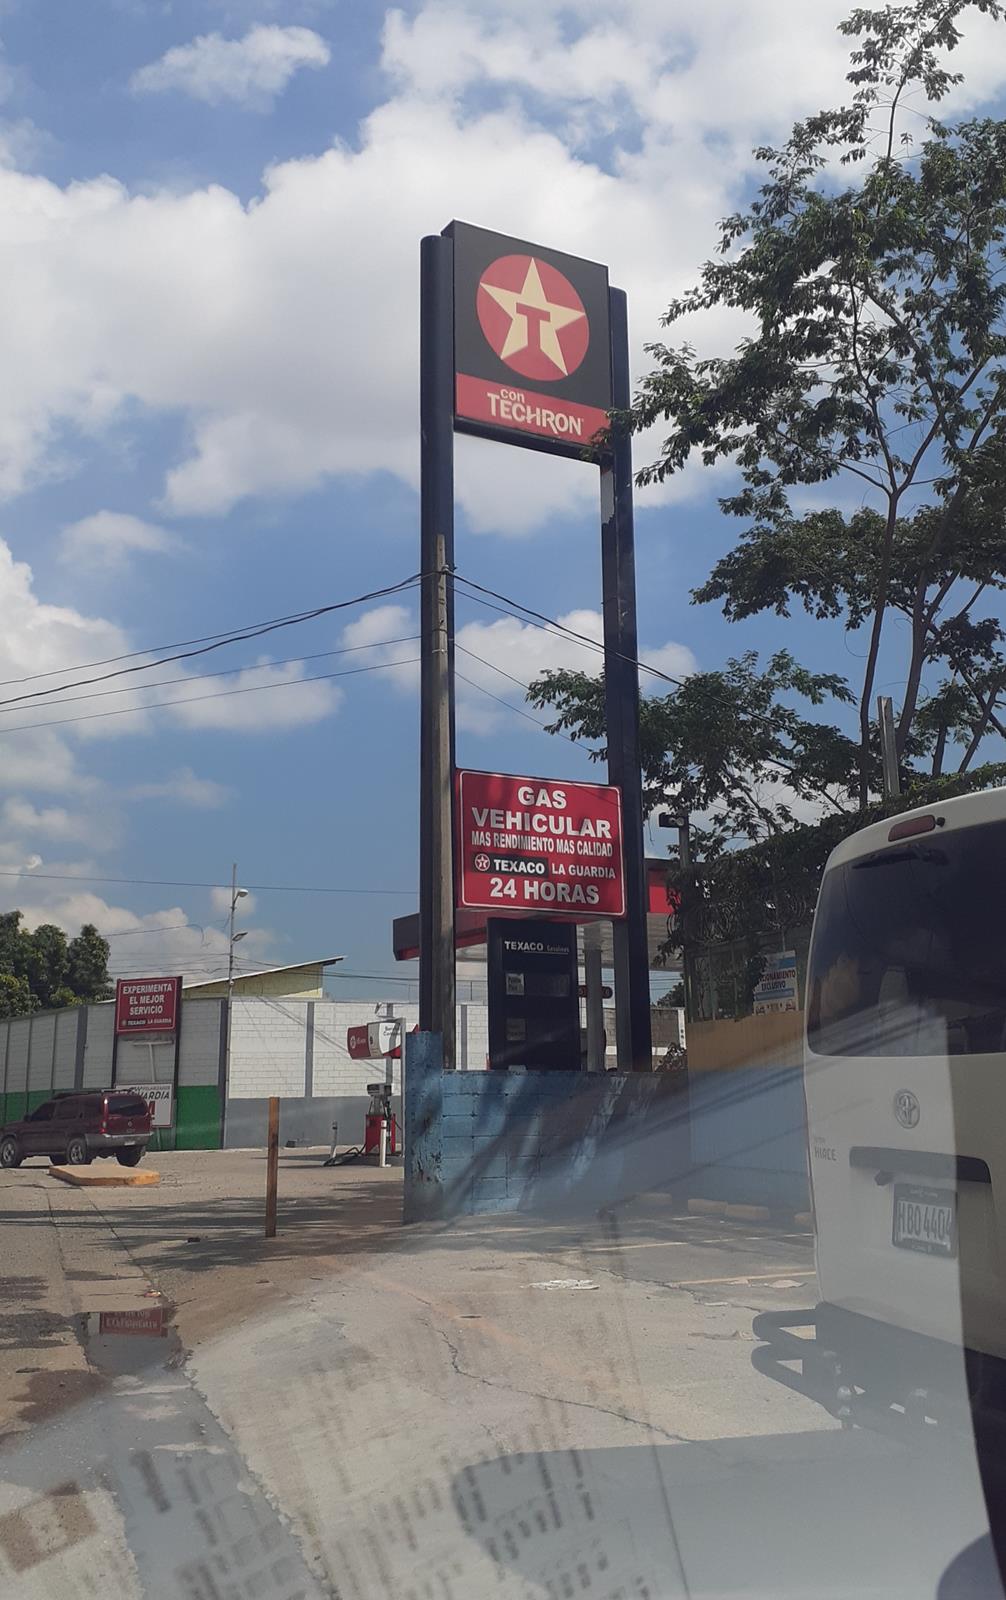 T
con
TECHRON
GAS
VEHICULAR
MAS RENDIMIENTO MAS CALIDAD
TEXACO LA GUARDIA
24 HORAS
TEXACO
EXPERIMENTA
EL MEJOR
SERVICIO
TEXACO LA GUARDIA
EXCLUSIVO
HIACE
HBO 4404